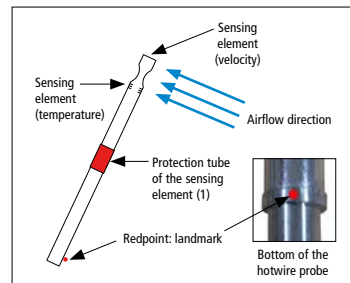 Sensing
element
(velocity)
Sensing
element
(temperature)
Airflow direction
Protection tube
of the sensing
element (1)
Redpoint: landmark
Bottom of the
hotwire probe